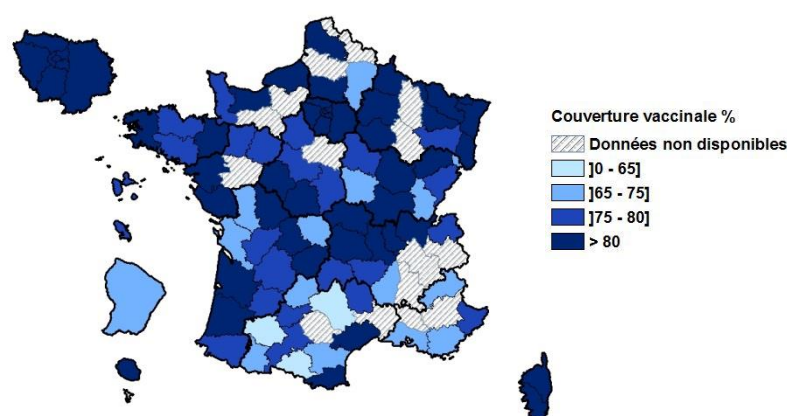 Couverture vaccinale %
Données non disponibles
]0 - 65]
]65 - 75]
]75 - 80]
> 80